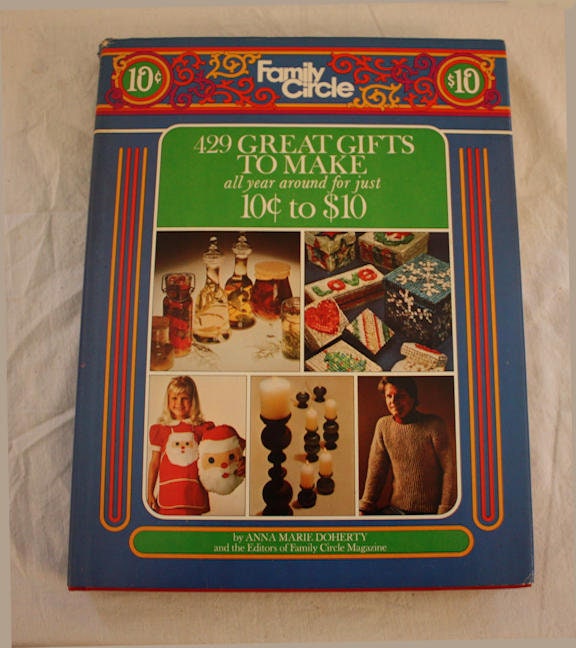 10¢
Family
Circle
$10
429 GREAT GIFTS
TO MAKE
all year around for just
10¢ to $10
LOVE
by ANNA MARIE DOHERTY
and the Editors of Family Circle Magazine